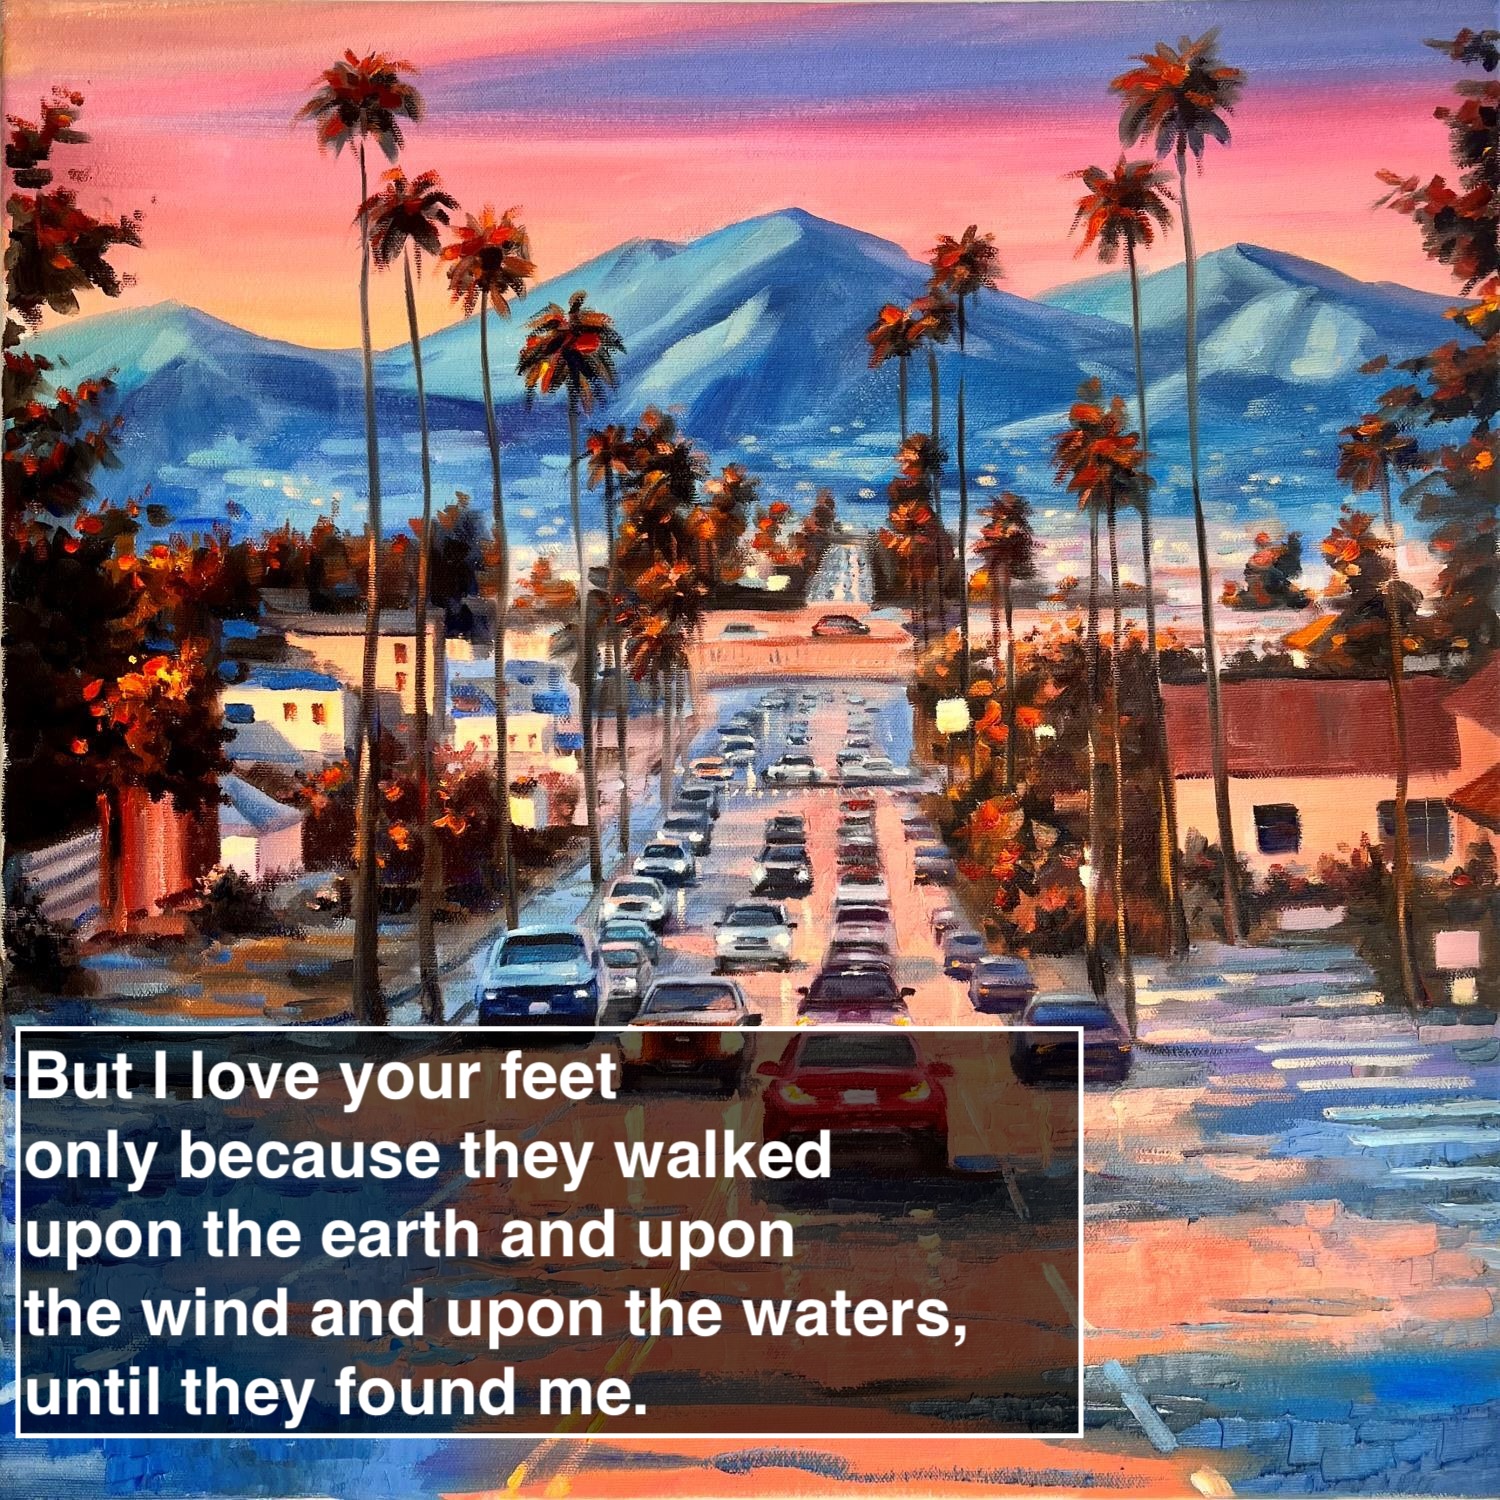 But I love your feet
only because they walked
upon the earth and upon
the wind and upon the waters,
until they found me.